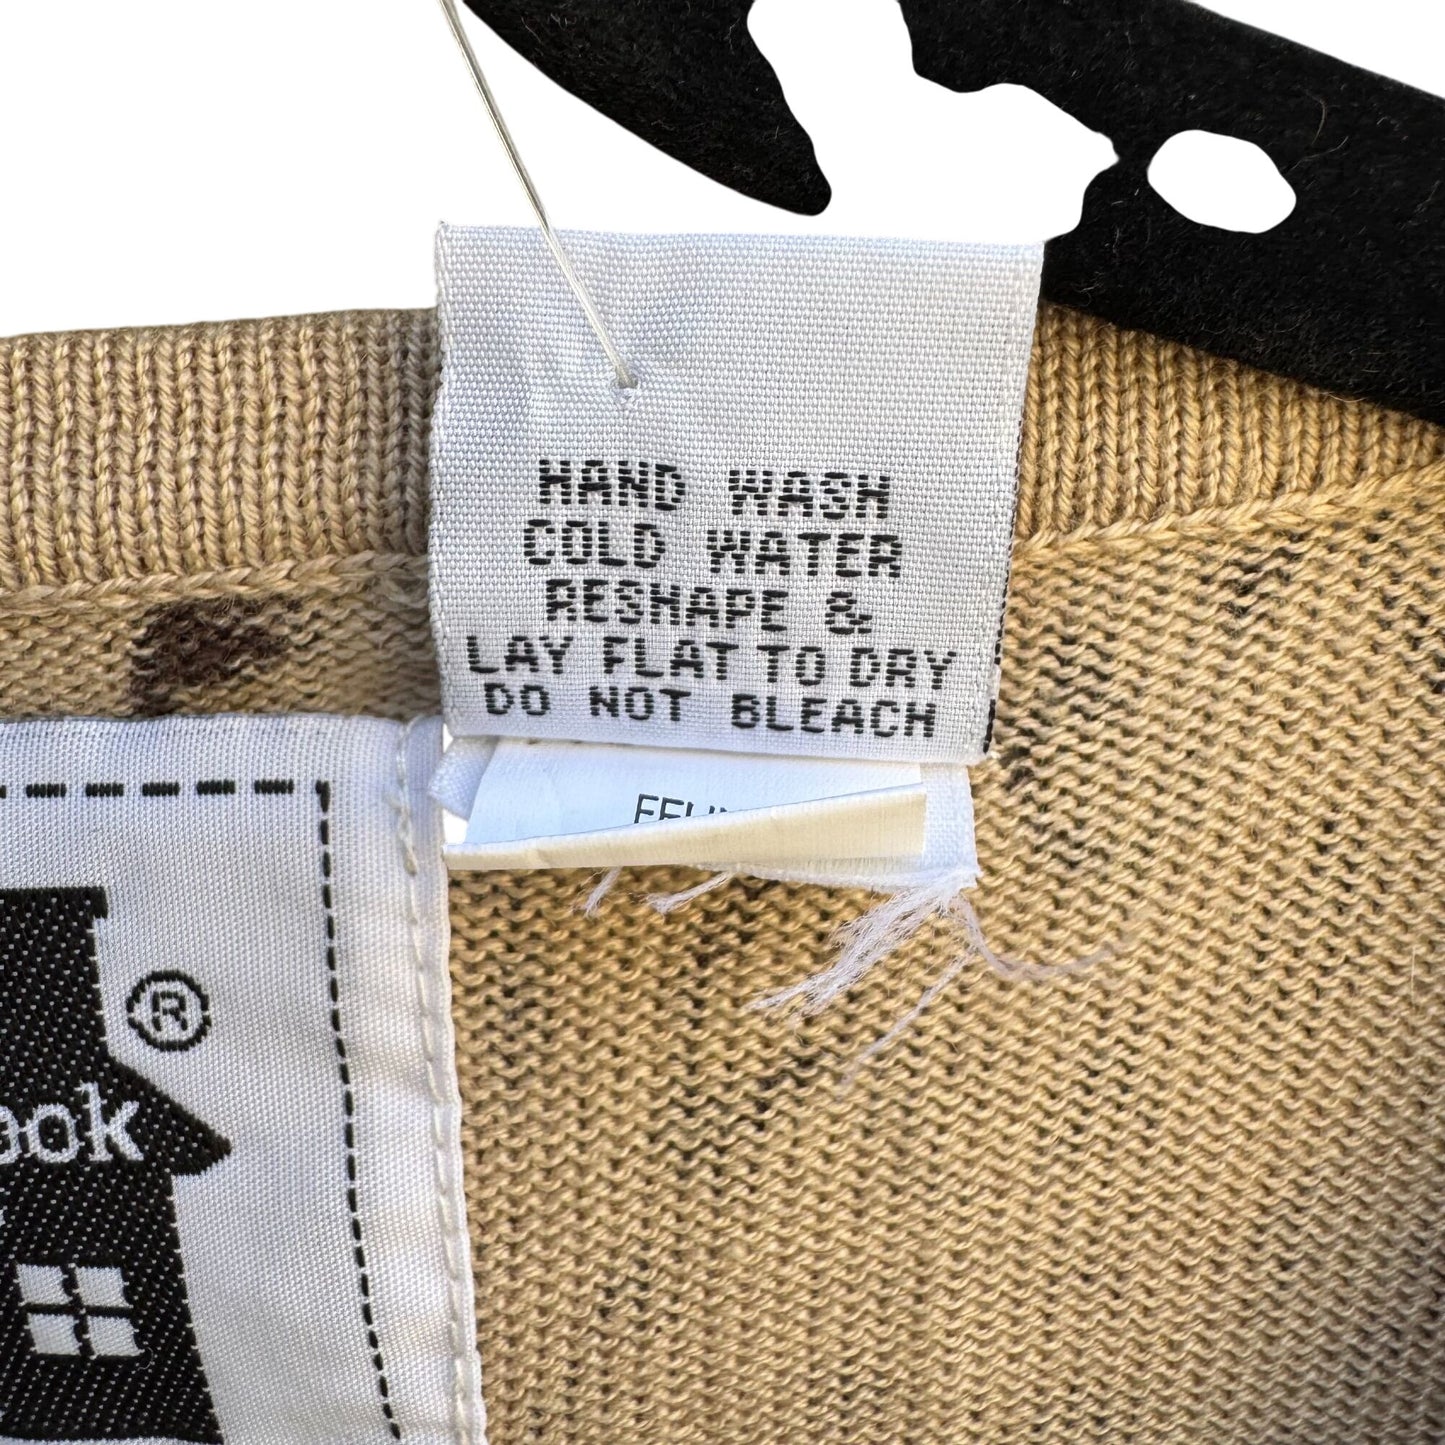 HAND WASH
COLD WATER
RESHAPE &
LAY FLAT TO DRY
DO NOT BLEACH
®
ook